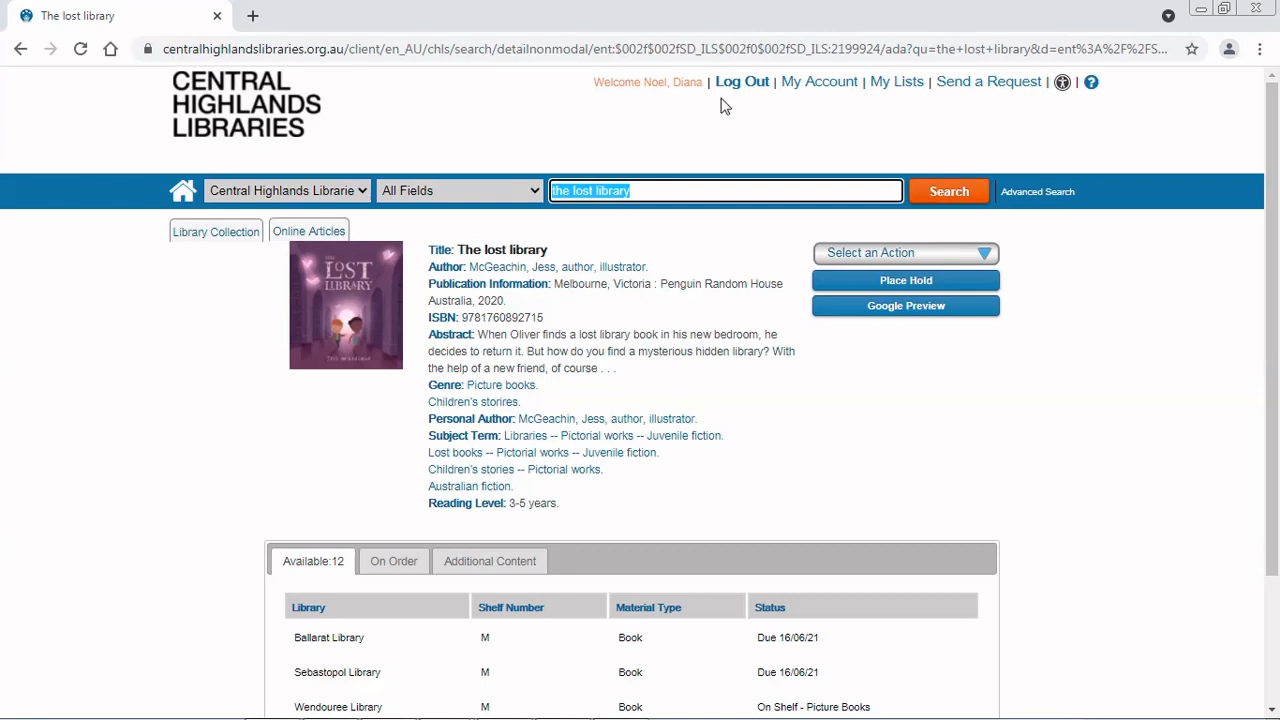 The lost library
centralhighlandslibraries.org.au/client/en_AU/chls/search/detailnonmodal/ent:$002f$002fSD_ILS$002f0$002fSD_ILS:2199924/ada?qu=the+lost+library&d=ent%3A%2F%2FS...
CENTRAL
HIGHLANDS
LIBRARIES
Welcome Noel, Diana | Log Out | My Account | My Lists | Send a Request | | ?
Central Highlands Librarie All Fields the lost library Search Advanced Search
Library Collection Online Articles
THE
LOST
LIBRARY
Title: The lost library
Author: McGeachin, Jess, author, illustrator.
Publication Information: Melbourne, Victoria : Penguin Random House
Australia, 2020.
ISBN: 9781760892715
Abstract: When Oliver finds a lost library book in his new bedroom, he
decides to return it. But how do you find a mysterious hidden library? With
the help of a new friend, of course . . .
Genre: Picture books.
Children's storires.
Personal Author: McGeachin, Jess, author, illustrator.
Subject Term: Libraries -- Pictorial works -- Juvenile fiction.
Lost books -- Pictorial works -- Juvenile fiction.
Children's stories -- Pictorial works.
Australian fiction.
Reading Level: 3-5 years.
Select an Action
Place Hold
Google Preview
Available:12 On Order Additional Content
Library Shelf Number Material Type Status
Ballarat Library M Book Due 16/06/21
Sebastopol Library M Book Due 16/06/21
Wendouree Library M Book On Shelf - Picture Books